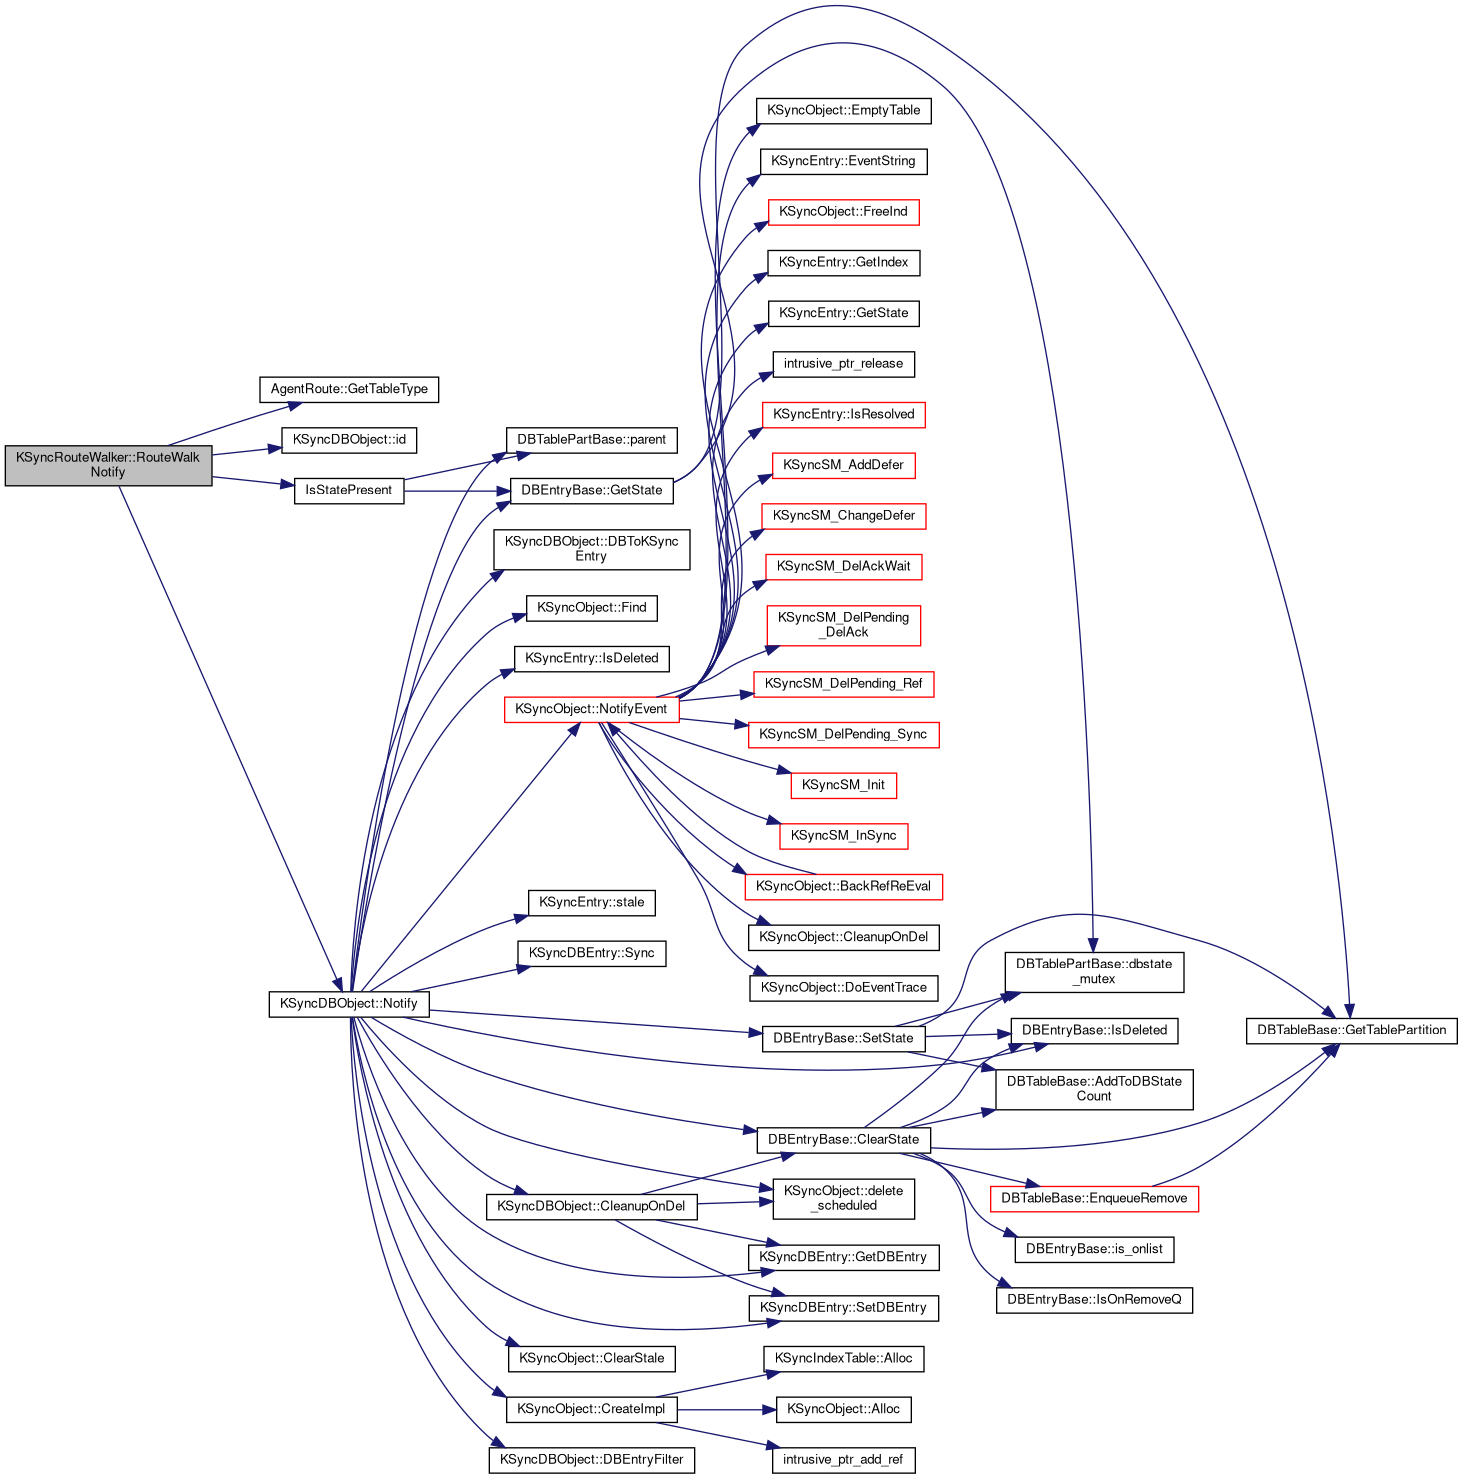 KSyncRouteWalker::RouteWalk
Notify
AgentRoute::GetTableType
KSyncDBObject::id
IsStatePresent
KSyncDBObject::Notify
DBTablePartBase::parent
DBEntryBase::GetState
KSyncDBObject::DBToKSync
Entry
KSyncObject::Find
KSyncEntry::IsDeleted
KSyncObject::NotifyEvent
KSyncEntry::stale
KSyncDBEntry::Sync
KSyncDBObject::CleanupOnDel
KSyncObject::ClearStale
KSyncObject::CreateImpl
KSyncDBObject::DBEntryFilter
KSyncObject::EmptyTable
KSyncEntry::EventString
KSyncObject::FreeInd
KSyncEntry::GetIndex
KSyncEntry::GetState
intrusive_ptr_release
KSyncEntry::IsResolved
KSyncSM_AddDefer
KSyncSM_ChangeDefer
KSyncSM_DelAckWait
KSyncSM_DelPending
_DelAck
KSyncSM_DelPending_Ref
KSyncSM_DelPending_Sync
KSyncSM_Init
KSyncSM_InSync
KSyncObject::BackRefReEval
KSyncObject::CleanupOnDel
KSyncObject::DoEventTrace
DBEntryBase::SetState
DBEntryBase::ClearState
KSyncObject::delete
_scheduled
KSyncDBEntry::GetDBEntry
KSyncDBEntry::SetDBEntry
KSyncIndexTable::Alloc
KSyncObject::Alloc
intrusive_ptr_add_ref
DBTablePartBase::dbstate
_mutex
DBEntryBase::IsDeleted
DBTableBase::AddToDBState
Count
DBTableBase::EnqueueRemove
DBEntryBase::is_onlist
DBEntryBase::IsOnRemoveQ
DBTableBase::GetTablePartition